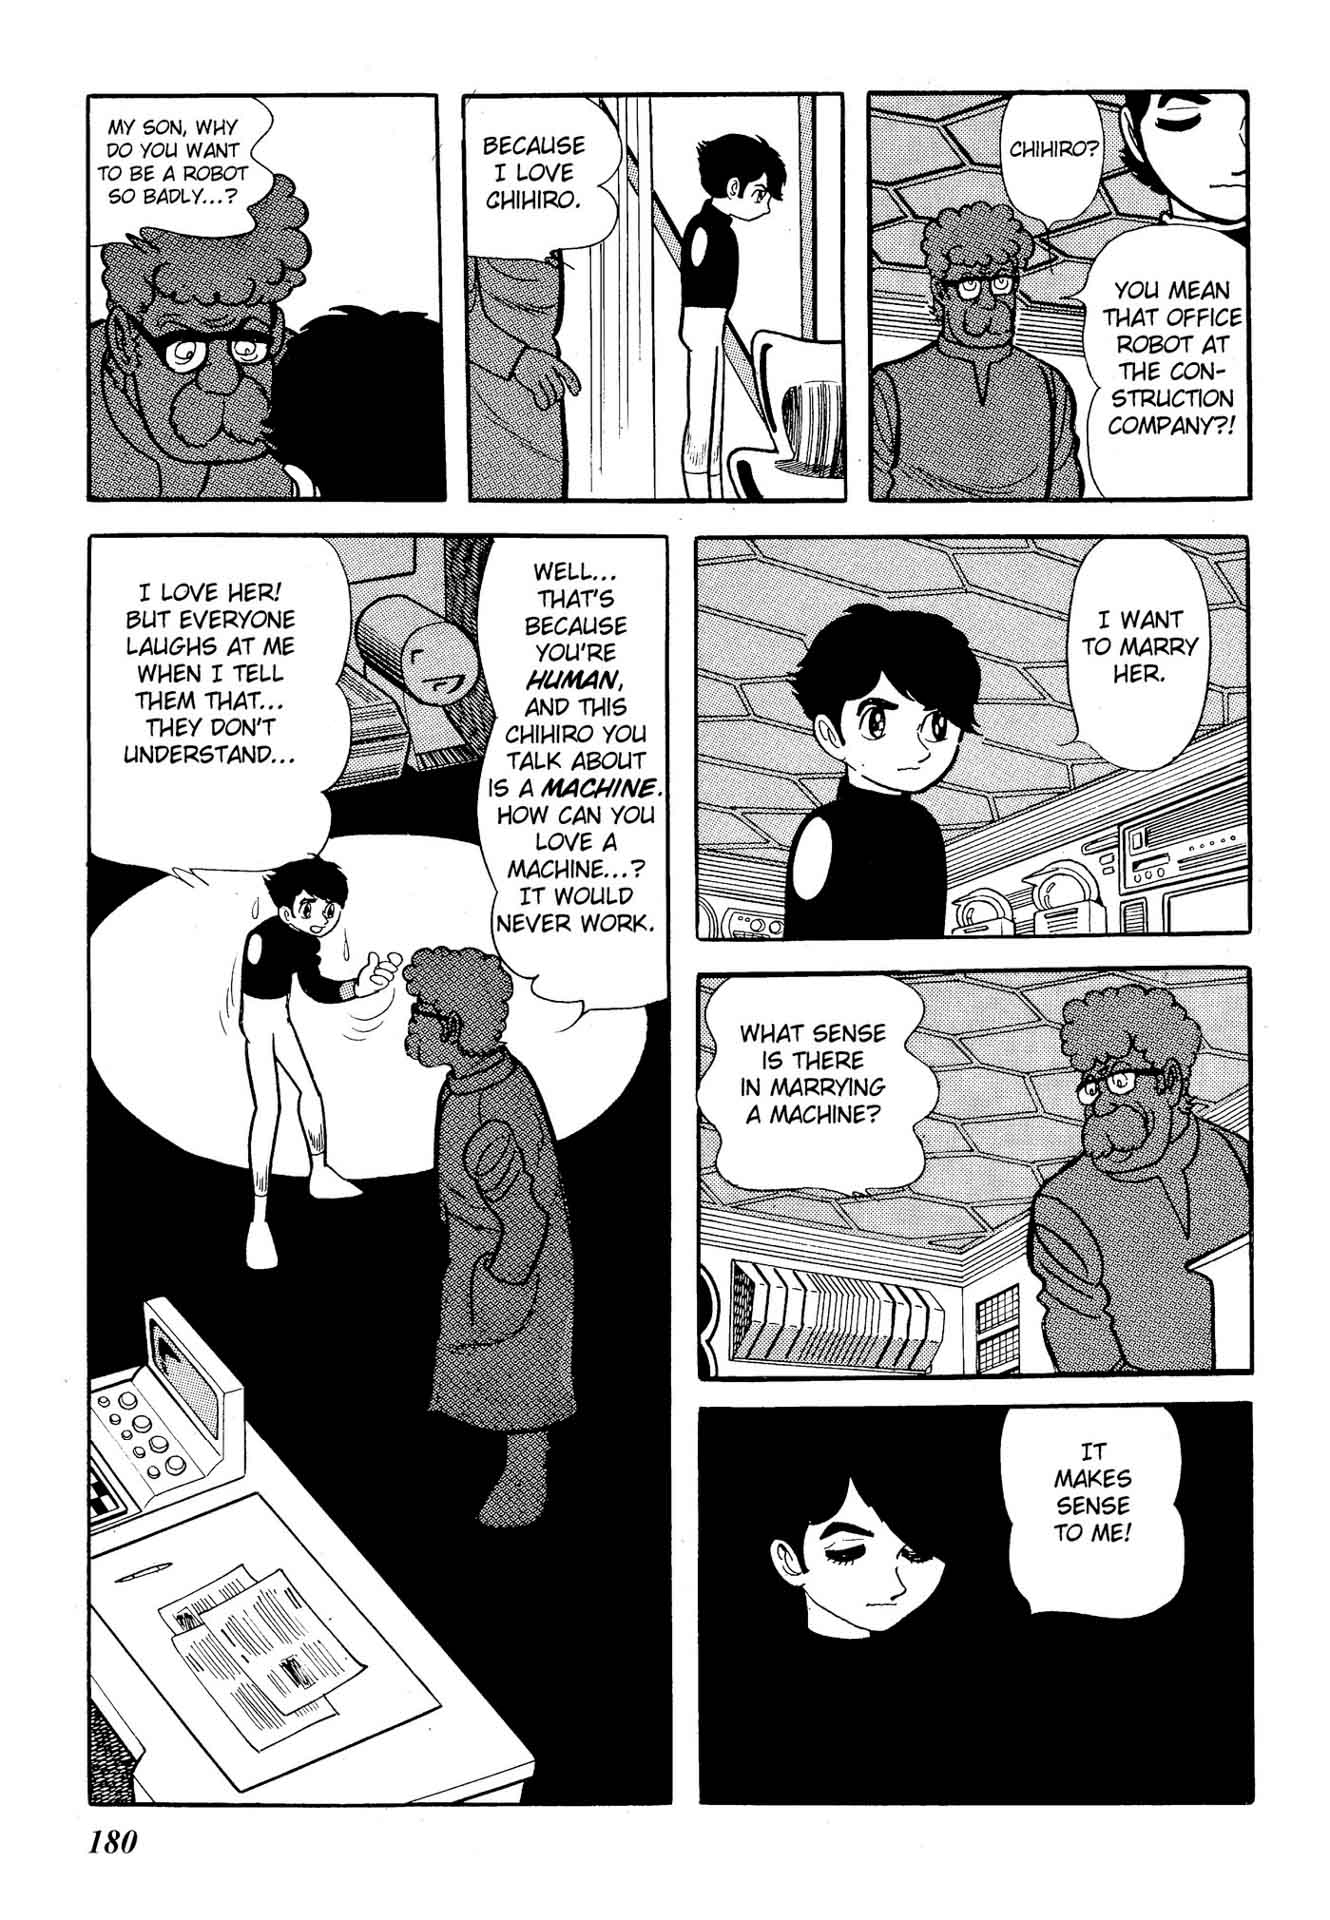 MY SON, WHY
DO YOU WANT
TO BE A ROBOT
SO BADLY...?
BECAUSE
I LOVE
CHIHIRO.
CHIHIRO?
YOU MEAN
THAT OFFICE
ROBOT AT
THE CON-
STRUCTION
COMPANY?!
I LOVE HER!
BUT EVERYONE
LAUGHS AT ME
WHEN I TELL
THEM THAT...
THEY DON'T
UNDERSTAND...
WELL...
THAT'S
BECAUSE
YOU'RE
HUMAN,
AND THIS
CHIHIRO YOU
TALK ABOUT
IS A MACHINE.
HOW CAN YOU
LOVE A
MACHINE...?
IT WOULD
NEVER WORK.
I WANT
TO MARRY
HER.
WHAT SENSE
IS THERE
IN MARRYING
A MACHINE?
IT
MAKES
SENSE
TO ME!
180